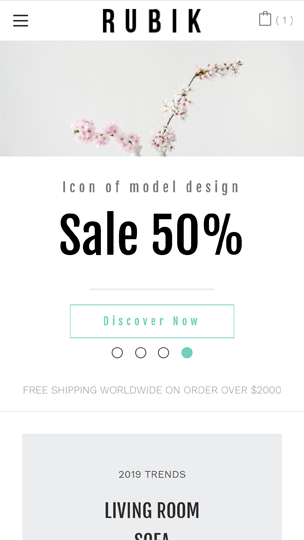 RUBIK
( 1 )
Icon of model design
Sale 50%
Discover Now
FREE SHIPPING WORLDWIDE ON ORDER OVER $2000
2019 TRENDS
LIVING ROOM
SOFA